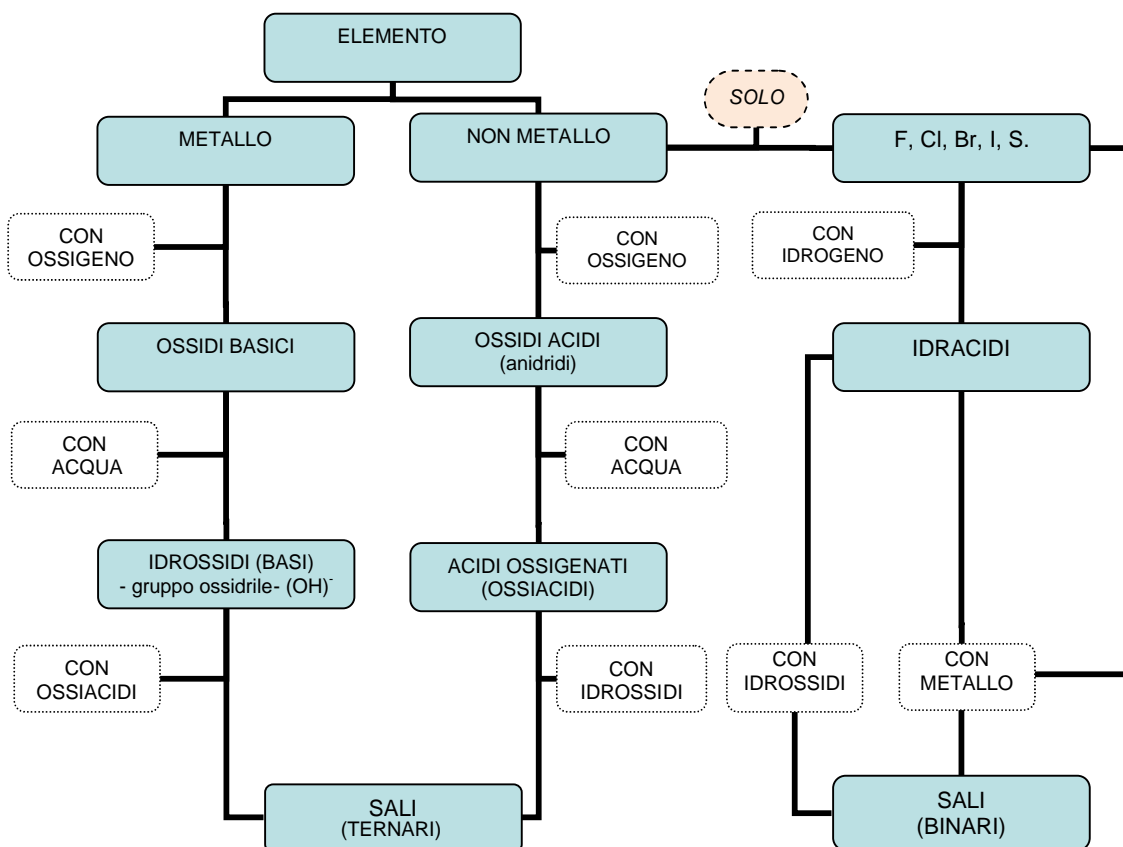 ELEMENTO
SOLO
METALLO
NON METALLO
F, Cl, Br, I, S.
CON
OSSIGENO
CON
OSSIGENO
CON
IDROGENO
OSSIDI BASICI
OSSIDI ACIDI
(anidridi)
IDRACIDI
CON
ACQUA
CON
ACQUA
IDROSSIDI (BASI)
- gruppo ossidrile- (OH)⁻
ACIDI OSSIGENATI
(OSSIACIDI)
CON
OSSIACIDI
CON
IDROSSIDI
CON
IDROSSIDI
CON
METALLO
SALI
(TERNARI)
SALI
(BINARI)